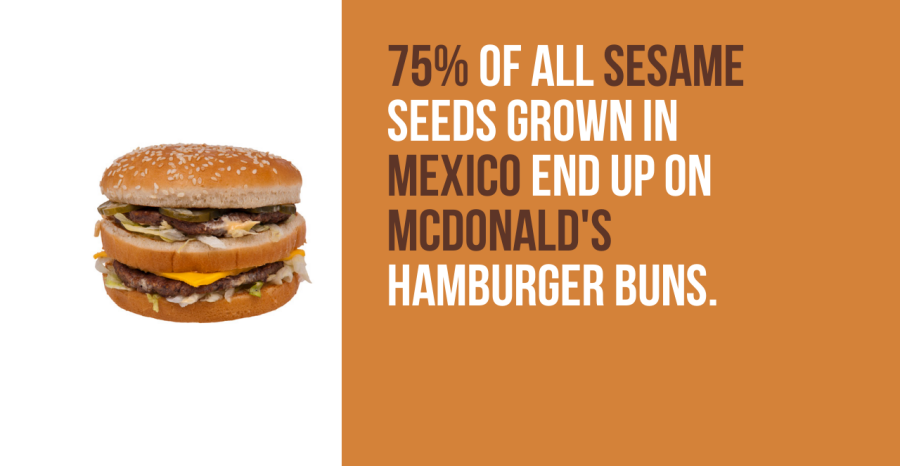 75% OF ALL SESAME
SEEDS GROWN IN
MEXICO END UP ON
MCDONALD'S
HAMBURGER BUNS.